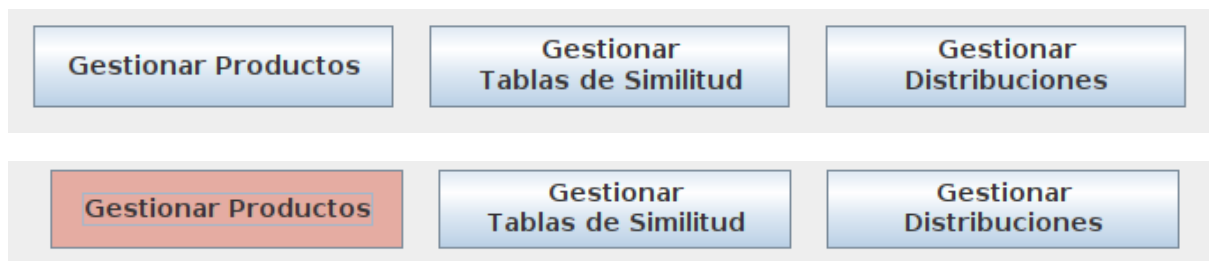 Gestionar Productos
Gestionar
Tablas de Similitud
Gestionar
Distribuciones
Gestionar Productos
Gestionar
Tablas de Similitud
Gestionar
Distribuciones